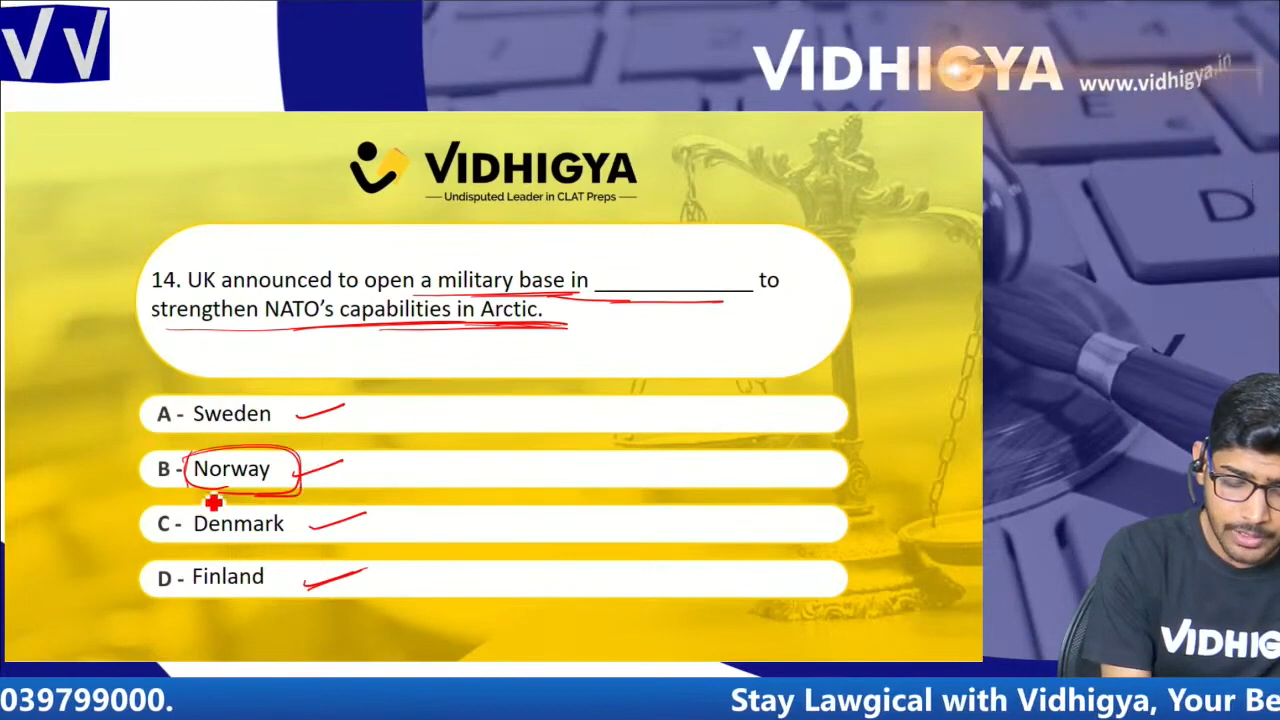 VV
VIDHIGYA
www.vidhigya.in
VIDHIGYA
Undisputed Leader in CLAT Preps
14. UK announced to open a military base in ______________ to
strengthen NATO's capabilities in Arctic.
A - Sweden
B - Norway
C - Denmark
D - Finland
D
VIDHIG
039799000.
Stay Lawgical with Vidhigya, Your Be